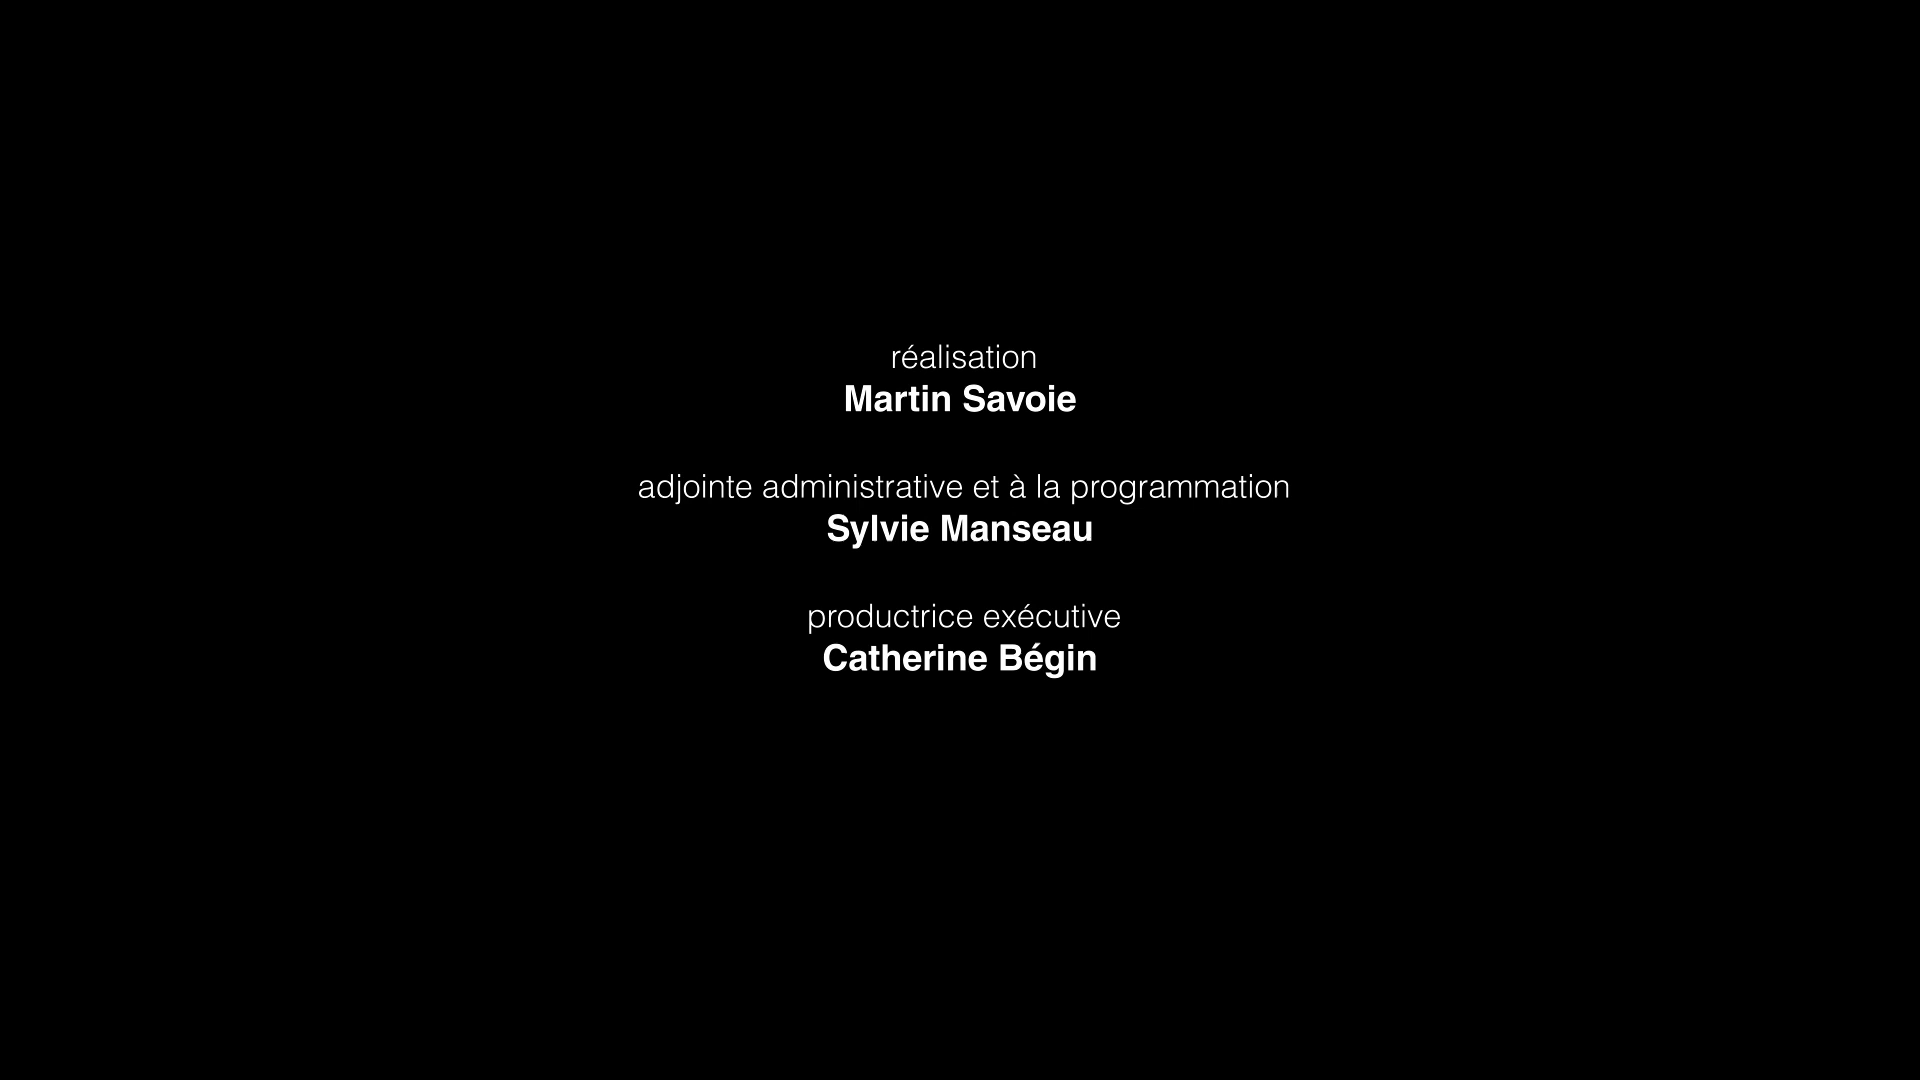 réalisation
Martin Savoie
adjointe administrative et à la programmation
Sylvie Manseau
productrice exécutive
Catherine Bégin